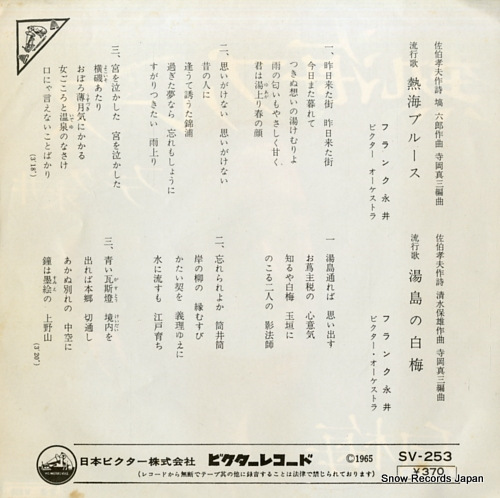 佐伯孝夫作詩 塙 六郎作曲 寺岡真三編曲
流行歌 熱海ブルース
フランク永井
ビクター オーケストラ
一、昨日来た街 昨日来た街
今日また暮れて
つきぬ想いの湯けむりよ
雨の匂いもやさしく甘く
君は湯上り春の顔
二、思いがけない 思いがけない
昔の人に
逢うて誘うた錦浦
過ぎた夢なら 忘れもしように
すがりつきたい 雨上り
三、宮を泣かした 宮を泣かした
横磯あたり
おぼろ薄月気にかかる
女ごころと温泉のなさけ
口にゃ言えないことばかり
(3′16″)
佐伯孝夫作詩 清水保雄作曲 寺岡真三編曲
流行歌 湯島の白梅
フランク永井
ビクター・オーケストラ
一 湯島通れば 思い出す
お蔦主税の 心意気
知るや白梅 玉垣に
のこる二人の 影法師
二、忘れられよか 筒井筒
岸の柳の 縁むすび
かたい契を 義理ゆえに
水に流すも 江戸育ち
三、青い瓦斯燈 境内を
出れば本郷 切通し
あかぬ別れの 中空に
鐘は墨絵の 上野山
(3′20″)
日本ビクター株式会社 ビクターレコード ©1965 SV-253
(レコードから無断でテープ其の他に録音することは法律で禁じられております) ¥370
Snow Records Japan
http://recordsale.org